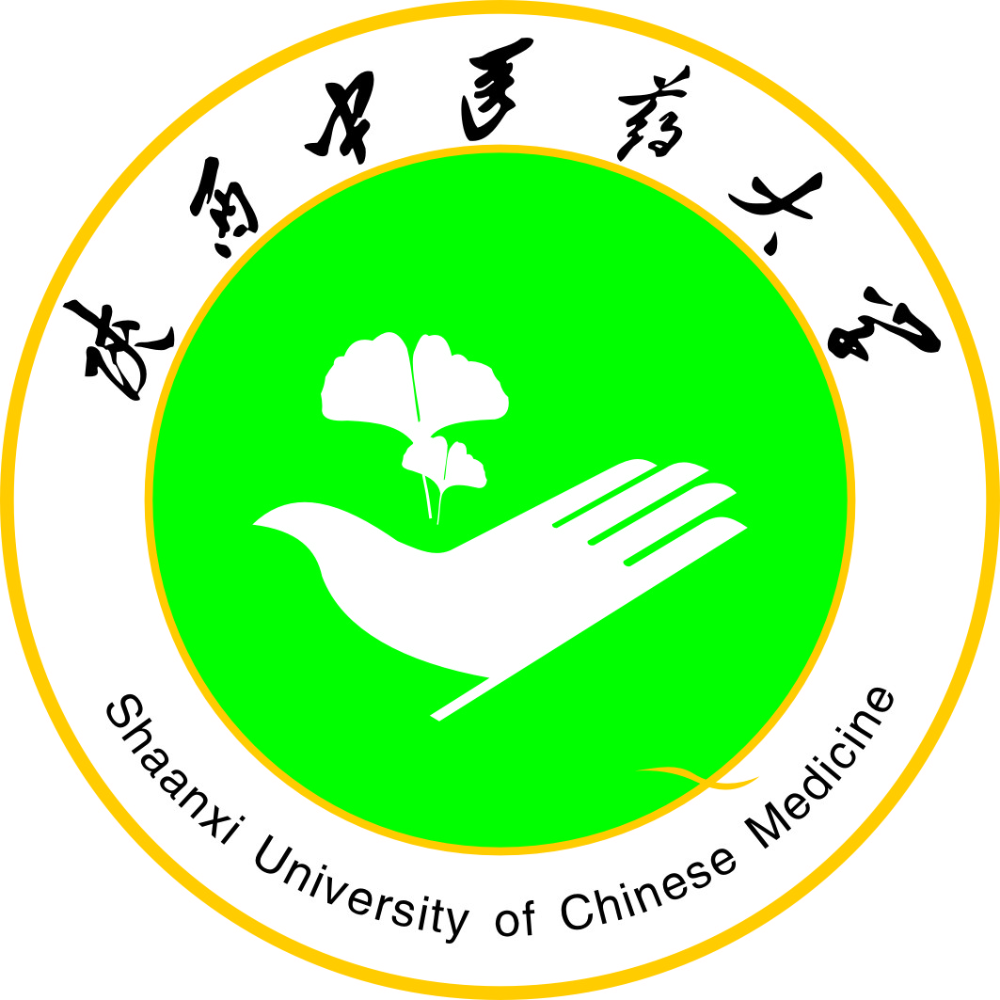 陕西中医药大学
Shaanxi University of Chinese Medicine